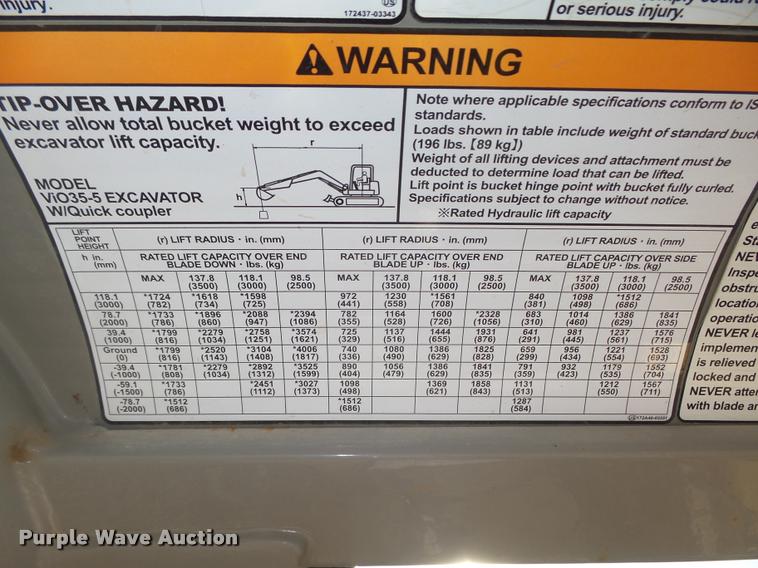 injury.
172437-03343
US
or serious injury.
WARNING
TIP-OVER HAZARD!
Never allow total bucket weight to exceed
excavator lift capacity.
MODEL
ViO35-5 EXCAVATOR
W/Quick coupler
r
h
Note where applicable specifications conform to IS
standards.
Loads shown in table include weight of standard buck
(196 lbs. [89 kg])
Weight of all lifting devices and attachment must be
deducted to determine load that can be lifted.
Lift point is bucket hinge point with bucket fully curled.
Specifications subject to change without notice.
※Rated Hydraulic lift capacity
LIFT POINT HEIGHT (r) LIFT RADIUS · in. (mm) (r) LIFT RADIUS · in. (mm) (r) LIFT RADIUS · in. (mm)
h in. (mm) RATED LIFT CAPACITY OVER END BLADE DOWN · lbs. (kg) RATED LIFT CAPACITY OVER END BLADE UP · lbs. (kg) RATED LIFT CAPACITY OVER SIDE BLADE UP · lbs. (kg)
MAX 137.8 118.1 98.5 MAX 137.8 118.1 98.5 MAX 137.8 118.1 98.5
(3500) (3000) (2500) (3500) (3000) (2500) (3500) (3000) (2500)
118.1 *1724 *1618 *1598 972 1230 *1561 840 1098 *1512
(3000) (782) (734) (725) (441) (558) (708) (381) (498) (686)
78.7 *1733 *1896 *2088 *2394 782 1164 1600 *2328 683 1014 1386 1841
(2000) (786) (860) (947) (1086) (355) (528) (726) (1056) (310) (460) (629) (835)
39.4 *1799 *2279 *2758 *3574 725 1137 1444 1931 641 981 1237 1576
(1000) (816) (1034) (1251) (1621) (329) (516) (655) (876) (291) (445) (561) (715)
Ground *1799 *2520 *3104 *4006 740 1080 1386 1825 659 956 1221 1528
(0) (816) (1143) (1408) (1817) (336) (490) (629) (828) (299) (434) (554) (693)
-39.4 *1781 *2279 *2892 *3525 890 1056 1386 1841 791 932 1179 1552
(-1000) (808) (1034) (1312) (1599) (404) (479) (629) (835) (359) (423) (535) (704)
-59.1 *1733 *2451 *3027 1098 1369 1858 1131 1212 1567
(-1500) (786) (1112) (1373) (498) (621) (843) (513) (550) (711)
-78.7 *1512 *1512 1287
(-2000) (686) (686) (584)
NEV
Inspe
obstru
locatio
operatio
NEVER le
implemen
is relieved
locked and
NEVER atte
with blade an
Purple Wave Auction